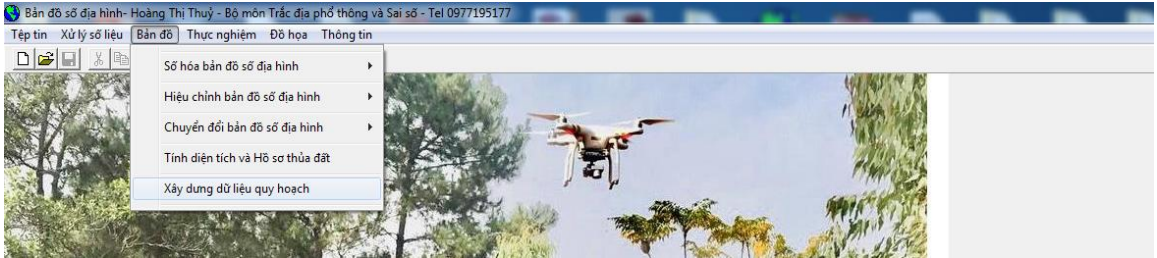 Bản đồ số địa hình- Hoàng Thị Thuỷ - Bộ môn Trắc địa phổ thông và Sai số - Tel 0977195177
Tệp tin Xử lý số liệu Bản đồ Thực nghiệm Đồ họa Thông tin
Số hóa bản đồ số địa hình
Hiệu chỉnh bản đồ số địa hình
Chuyển đổi bản đồ số địa hình
Tính diện tích và Hồ sơ thửa đất
Xây dưng dữ liệu quy hoạch